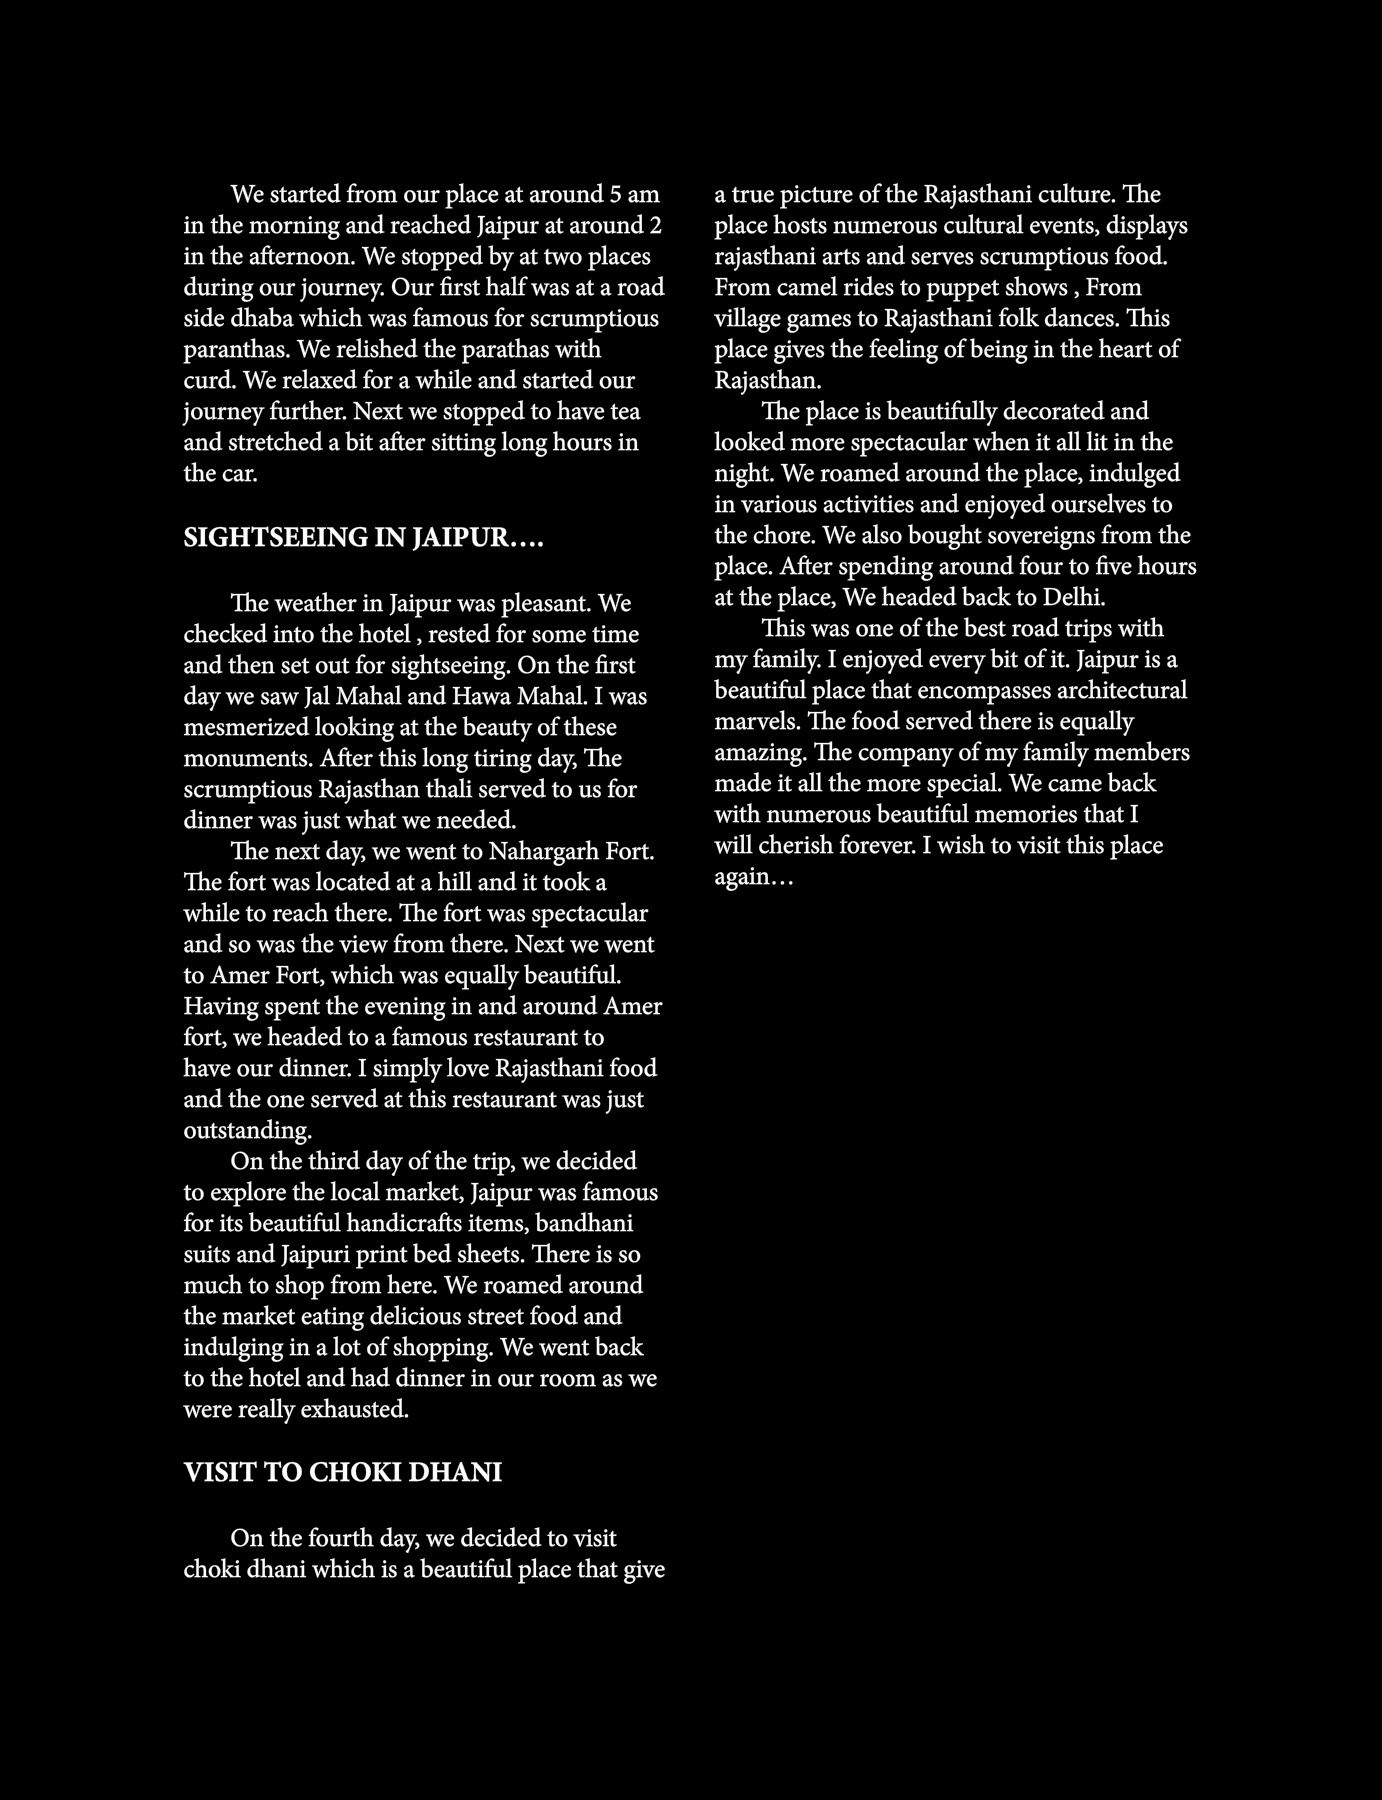 We started from our place at around 5 am
in the morning and reached Jaipur at around 2
in the afternoon. We stopped by at two places
during our journey. Our first half was at a road
side dhaba which was famous for scrumptious
paranthas. We relished the parathas with
curd. We relaxed for a while and started our
journey further. Next we stopped to have tea
and stretched a bit after sitting long hours in
the car.
SIGHTSEEING IN JAIPUR….
The weather in Jaipur was pleasant. We
checked into the hotel , rested for some time
and then set out for sightseeing. On the first
day we saw Jal Mahal and Hawa Mahal. I was
mesmerized looking at the beauty of these
monuments. After this long tiring day, The
scrumptious Rajasthan thali served to us for
dinner was just what we needed.
The next day, we went to Nahargarh Fort.
The fort was located at a hill and it took a
while to reach there. The fort was spectacular
and so was the view from there. Next we went
to Amer Fort, which was equally beautiful.
Having spent the evening in and around Amer
fort, we headed to a famous restaurant to
have our dinner. I simply love Rajasthani food
and the one served at this restaurant was just
outstanding.
On the third day of the trip, we decided
to explore the local market, Jaipur was famous
for its beautiful handicrafts items, bandhani
suits and Jaipuri print bed sheets. There is so
much to shop from here. We roamed around
the market eating delicious street food and
indulging in a lot of shopping. We went back
to the hotel and had dinner in our room as we
were really exhausted.
VISIT TO CHOKI DHANI
On the fourth day, we decided to visit
choki dhani which is a beautiful place that give
a true picture of the Rajasthani culture. The
place hosts numerous cultural events, displays
rajasthani arts and serves scrumptious food.
From camel rides to puppet shows , From
village games to Rajasthani folk dances. This
place gives the feeling of being in the heart of
Rajasthan.
The place is beautifully decorated and
looked more spectacular when it all lit in the
night. We roamed around the place, indulged
in various activities and enjoyed ourselves to
the chore. We also bought sovereigns from the
place. After spending around four to five hours
at the place, We headed back to Delhi.
This was one of the best road trips with
my family. I enjoyed every bit of it. Jaipur is a
beautiful place that encompasses architectural
marvels. The food served there is equally
amazing. The company of my family members
made it all the more special. We came back
with numerous beautiful memories that I
will cherish forever. I wish to visit this place
again…